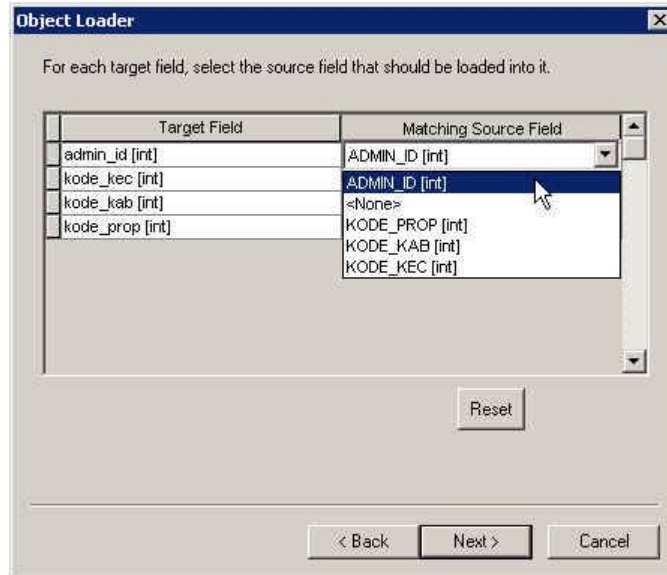 Object Loader
For each target field, select the source field that should be loaded into it.
Target Field Matching Source Field
admin_id [int] ADMIN_ID [int]
kode_kec [int] ADMIN_ID [int]
<None>
kode_kab [int] KODE_PROP [int]
kode_prop [int] KODE_KAB [int]
KODE_KEC [int]
Reset
< Back Next > Cancel